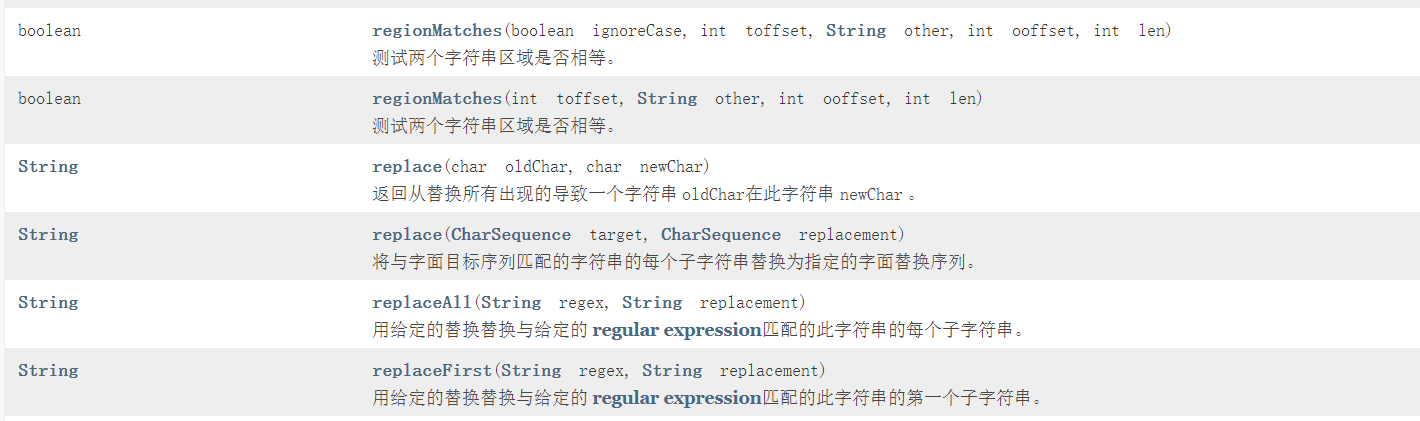 boolean regionMatches(boolean ignoreCase, int toffset, String other, int ooffset, int len)
测试两个字符串区域是否相等。
boolean regionMatches(int toffset, String other, int ooffset, int len)
测试两个字符串区域是否相等。
String replace(char oldChar, char newChar)
返回从替换所有出现的导致一个字符串 oldChar在此字符串 newChar 。
String replace(CharSequence target, CharSequence replacement)
将与字面目标序列匹配的字符串的每个子字符串替换为指定的字面替换序列。
String replaceAll(String regex, String replacement)
用给定的替换替换与给定的 regular expression匹配的此字符串的每个子字符串。
String replaceFirst(String regex, String replacement)
用给定的替换替换与给定的 regular expression匹配的此字符串的第一个子字符串。